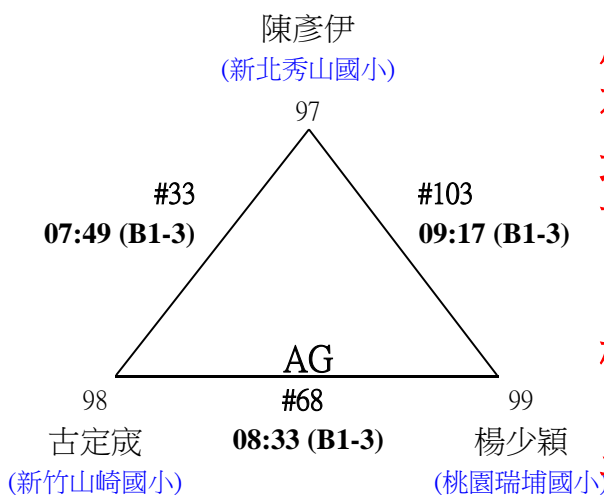 陳彥伊
(新北秀山國小)
97
#33
07:49 (B1-3)
#103
09:17 (B1-3)
AG
98
#68
99
古定宬
08:33 (B1-3)
楊少穎
(新竹山崎國小)
(桃園瑞埔國小)